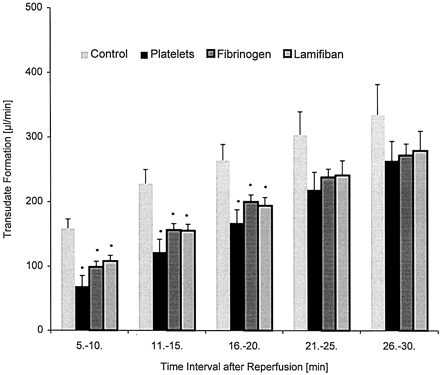 500
400
300
200
100
0
Transudate Formation [µl/min]
Control Platelets Fibrinogen Lamifiban
* * *
* * *
* * *
5.-10. 11.-15. 16.-20. 21.-25. 26.-30.
Time Interval after Reperfusion [min]